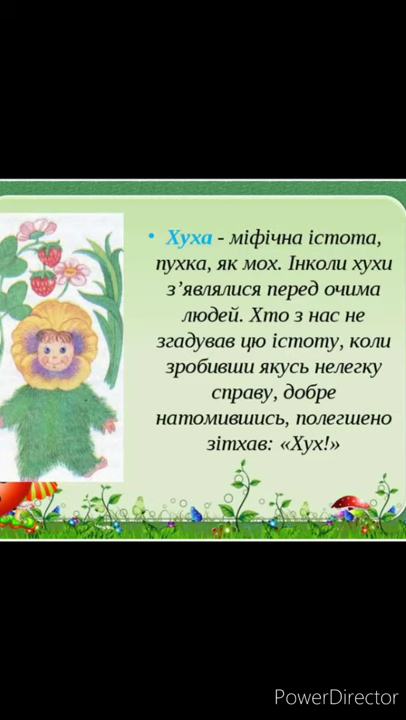 • Хуха - міфічна істота,
пухка, як мох. Інколи хухи
з’являлися перед очима
людей. Хто з нас не
згадував цю істоту, коли
зробивши якусь нелегку
справу, добре
натомившись, полегшено
зітхав: «Хух!»
PowerDirector